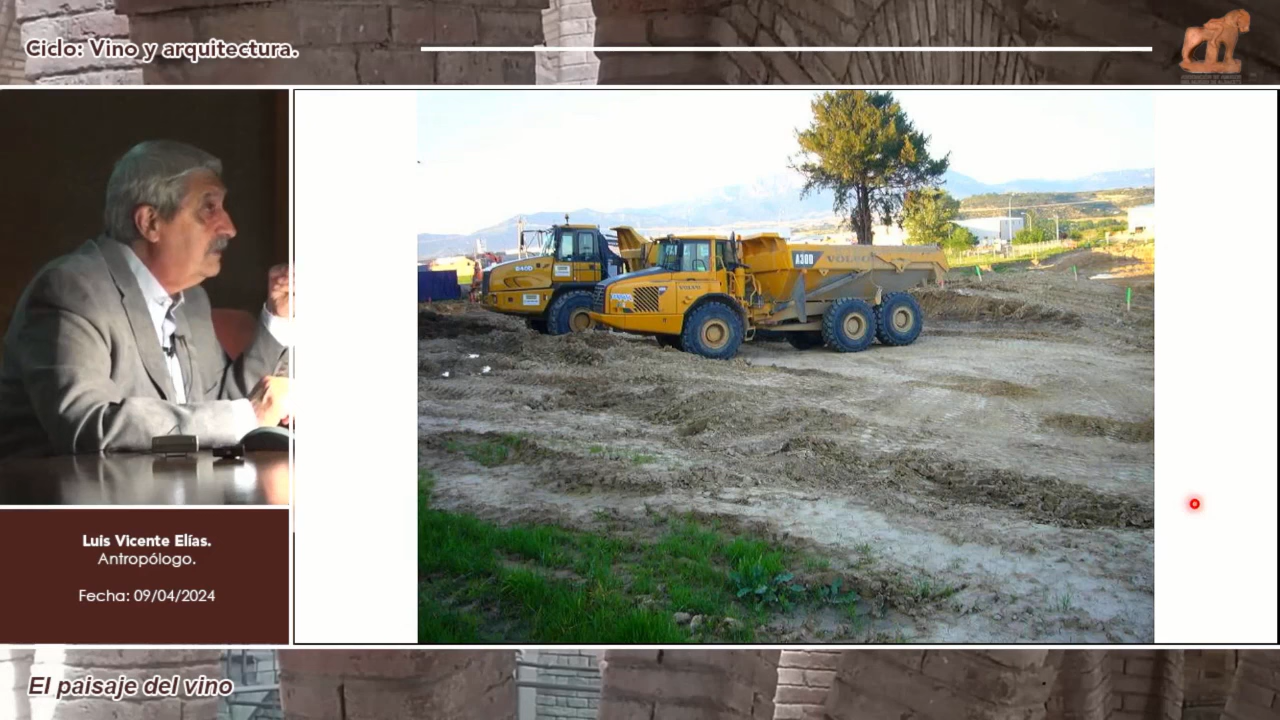 Ciclo: Vino y arquitectura.
A30D
VOLVO
Luis Vicente Elías.
Antropólogo.
Fecha: 09/04/2024
El paisaje del vino